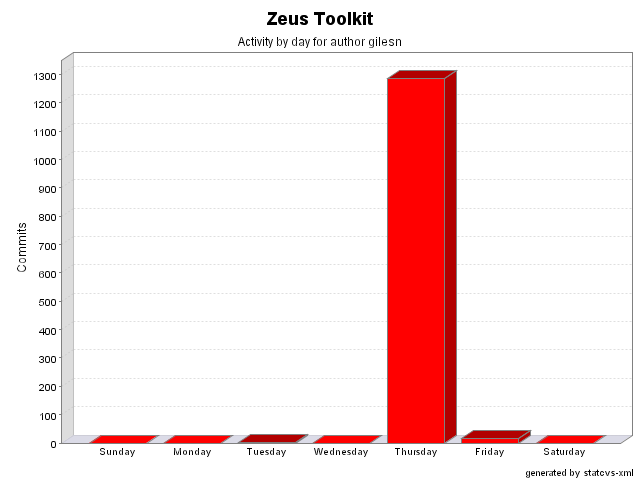 Zeus Toolkit
Activity by day for author gilesn
1300
1200
1100
1000
900
800
700
600
500
400
300
200
100
0
Commits
Sunday Monday Tuesday Wednesday Thursday Friday Saturday
generated by statcvs-xml